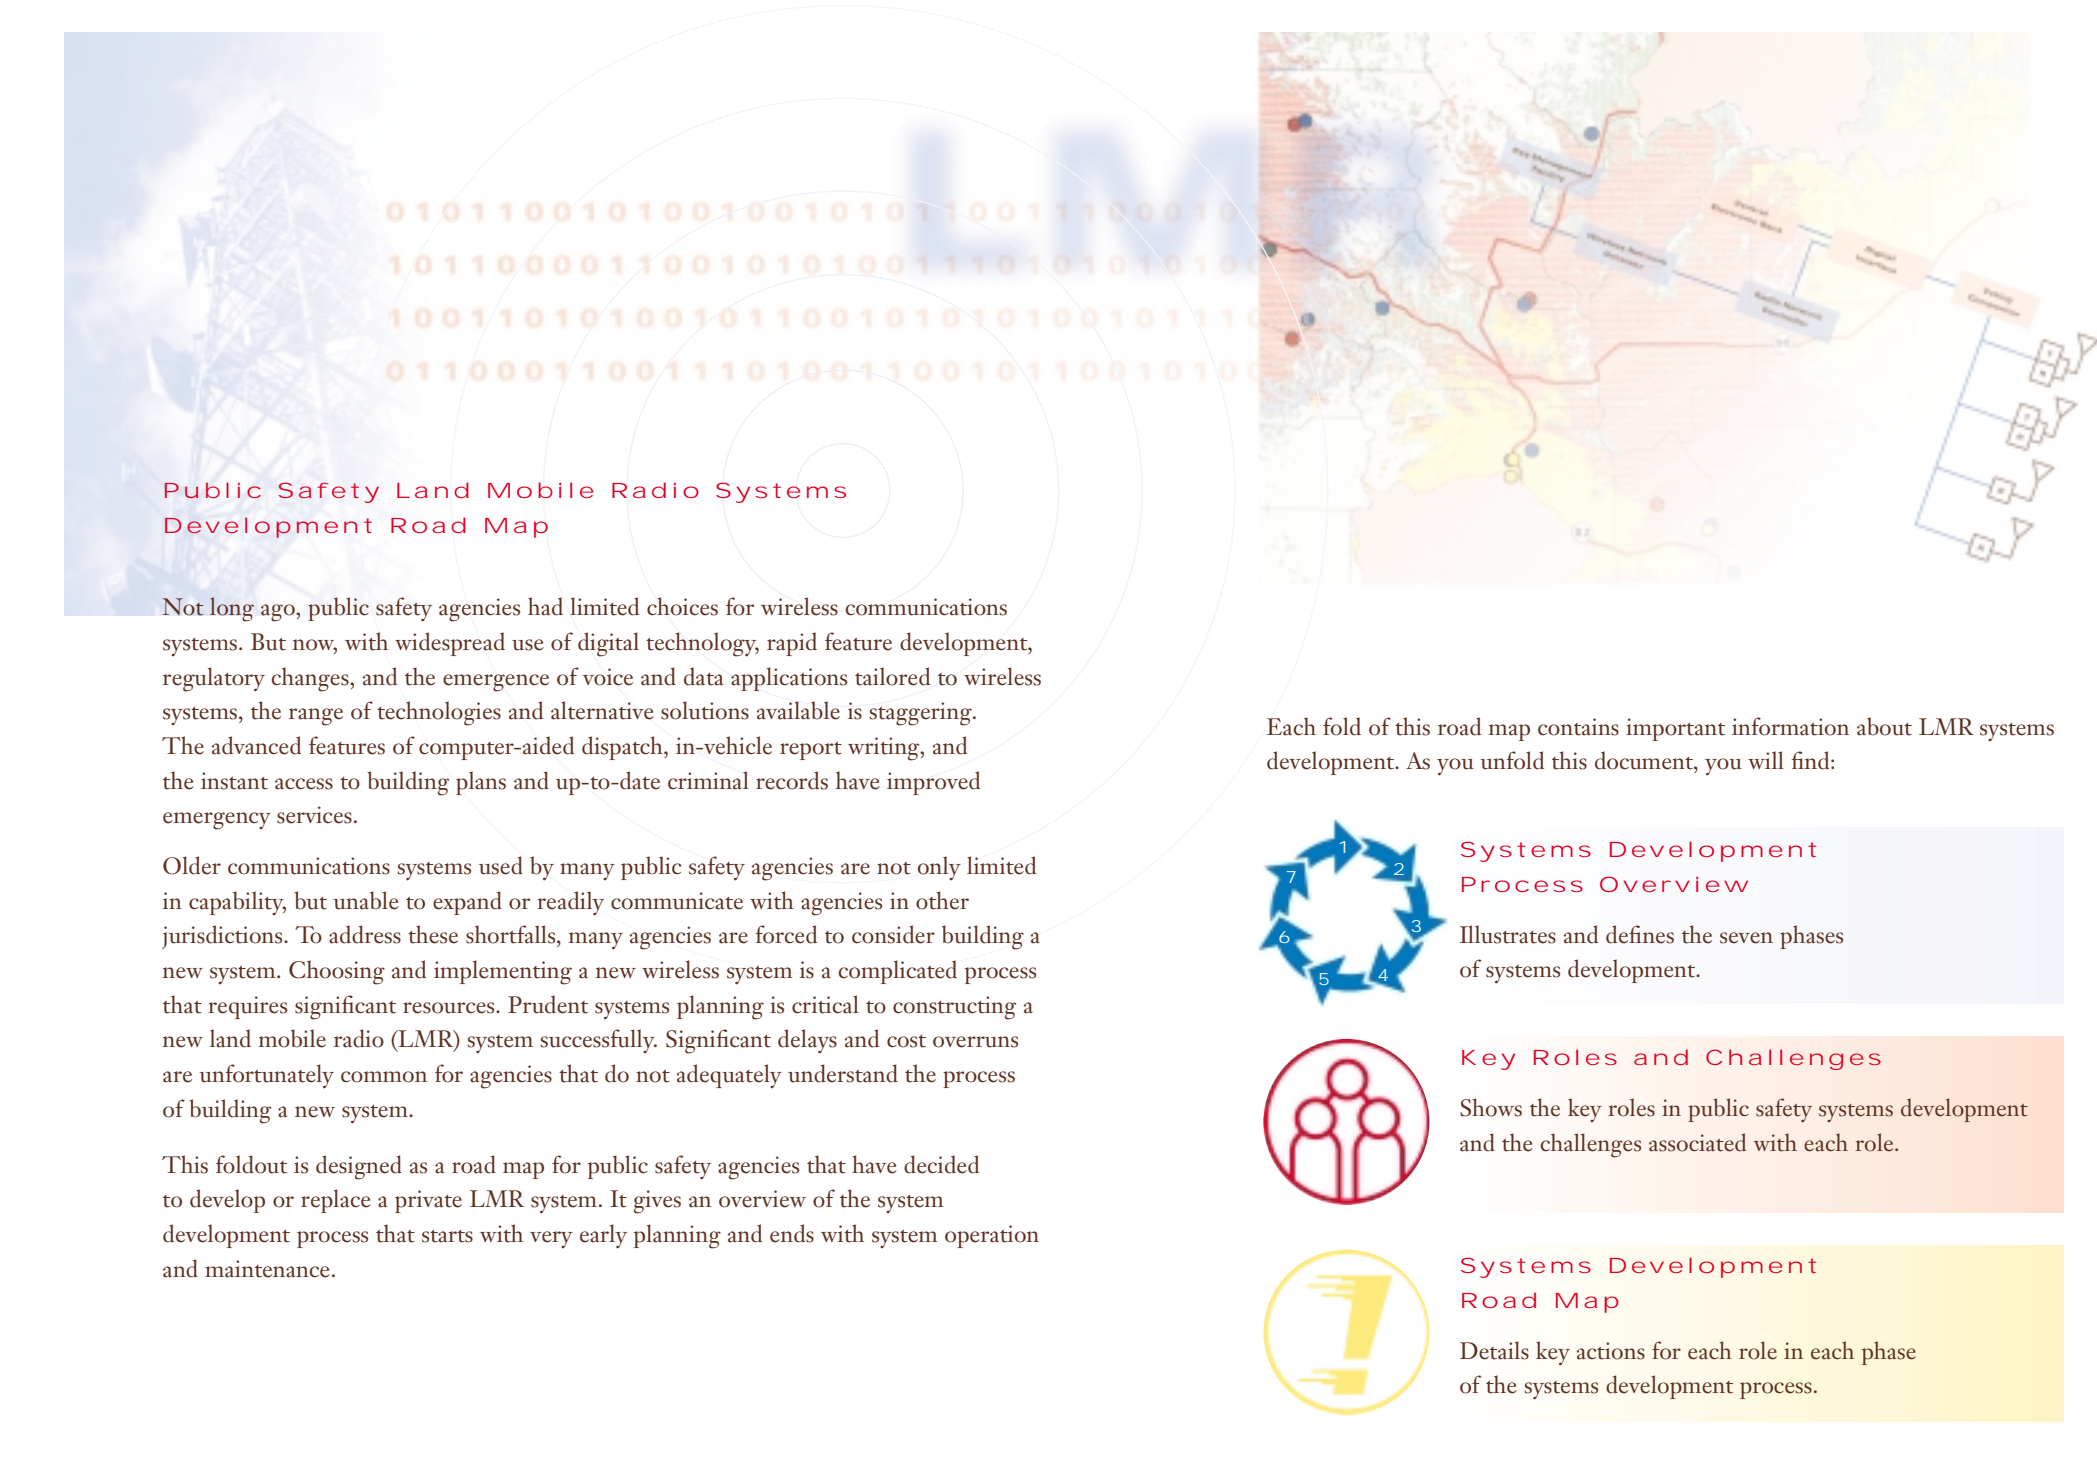 LMR
Public Safety Land Mobile Radio Systems
Development Road Map
Not long ago, public safety agencies had limited choices for wireless communications
systems. But now, with widespread use of digital technology, rapid feature development,
regulatory changes, and the emergence of voice and data applications tailored to wireless
systems, the range of technologies and alternative solutions available is staggering.
The advanced features of computer-aided dispatch, in-vehicle report writing, and
the instant access to building plans and up-to-date criminal records have improved
emergency services.
Older communications systems used by many public safety agencies are not only limited
in capability, but unable to expand or readily communicate with agencies in other
jurisdictions. To address these shortfalls, many agencies are forced to consider building a
new system. Choosing and implementing a new wireless system is a complicated process
that requires significant resources. Prudent systems planning is critical to constructing a
new land mobile radio (LMR) system successfully. Significant delays and cost overruns
are unfortunately common for agencies that do not adequately understand the process
of building a new system.
This foldout is designed as a road map for public safety agencies that have decided
to develop or replace a private LMR system. It gives an overview of the system
development process that starts with very early planning and ends with system operation
and maintenance.
Key Management
Facility
Central
Electronics Bank
Wireless Network
Digital
Interface
Radio Network
Voting
Comparator
Each fold of this road map contains important information about LMR systems
development. As you unfold this document, you will find:
1
2
3
4
5
6
7
Systems Development
Process Overview
Illustrates and defines the seven phases
of systems development.
Key Roles and Challenges
Shows the key roles in public safety systems development
and the challenges associated with each role.
Systems Development
Road Map
Details key actions for each role in each phase
of the systems development process.